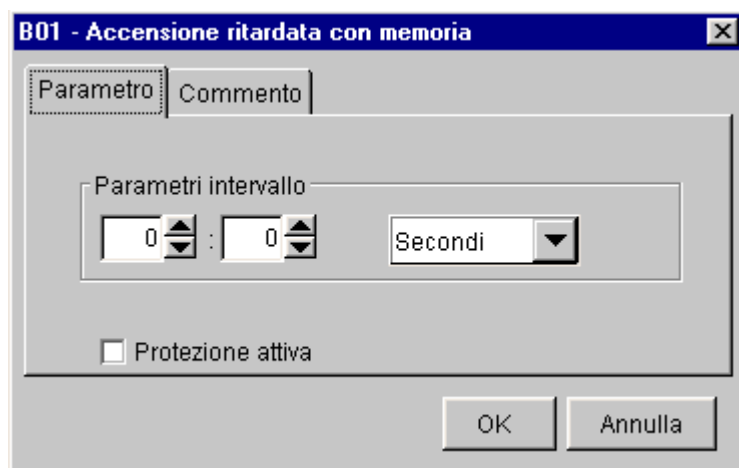 B01 - Accensione ritardata con memoria
Parametro Commento
Parametri intervallo
0 : 0 Secondi
Protezione attiva
OK Annulla